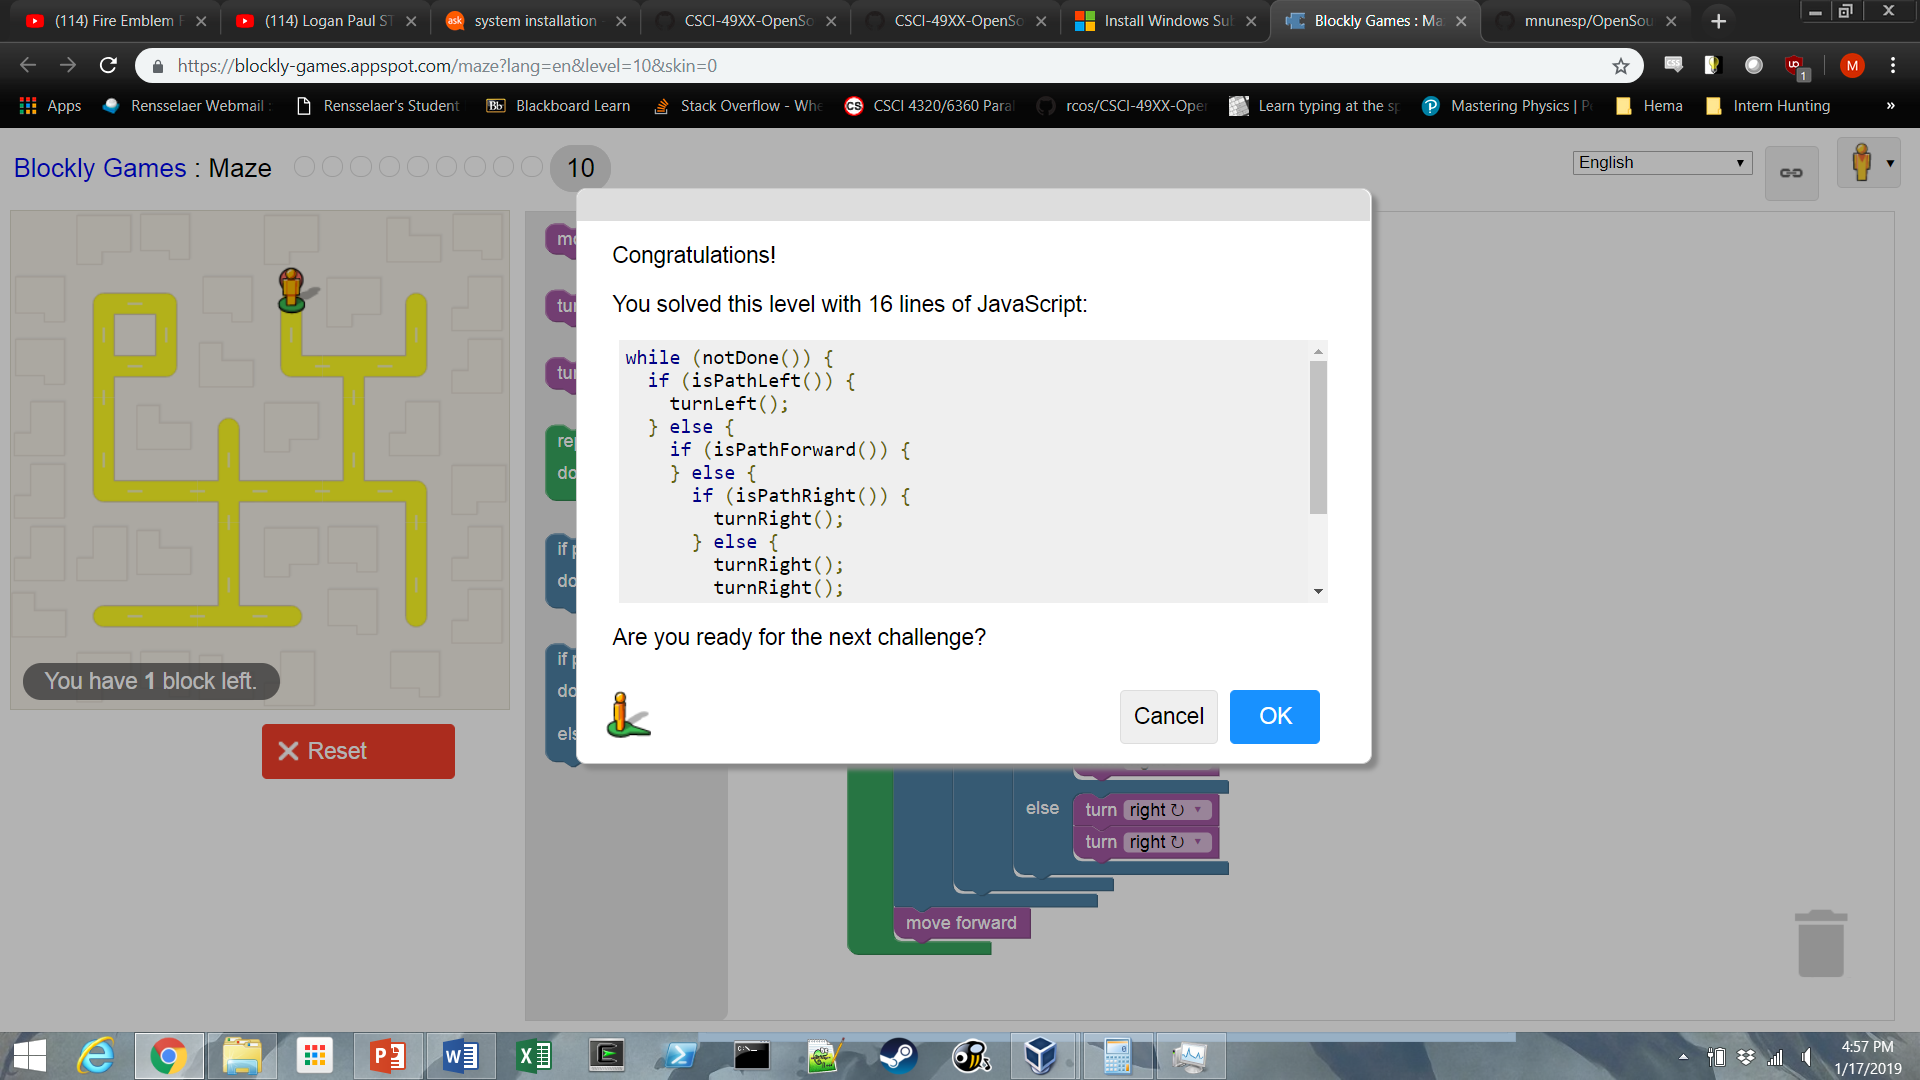 (114) Fire Emblem
(114) Logan Paul
system installation
CSCI-49XX-OpenSo
CSCI-49XX-OpenSo
Install Windows Su
Blockly Games : Ma
mnunesp/OpenSou
https://blockly-games.appspot.com/maze?lang=en&level=10&skin=0
Apps
Rensselaer Webmail :
Rensselaer's Student
Bb Blackboard Learn
Stack Overflow - Whe
CS CSCI 4320/6360 Paral
rcos/CSCI-49XX-Oper
Learn typing at the sp
Mastering Physics | P
Hema
Intern Hunting
»
Blockly Games : Maze
10
English
Congratulations!
You solved this level with 16 lines of JavaScript:
while (notDone()) {
if (isPathLeft()) {
turnLeft();
} else {
if (isPathForward()) {
} else {
if (isPathRight()) {
turnRight();
} else {
turnRight();
turnRight();
Are you ready for the next challenge?
Cancel
OK
You have 1 block left.
Reset
else
turn right ↻
turn right ↻
move forward
4:57 PM
1/17/2019